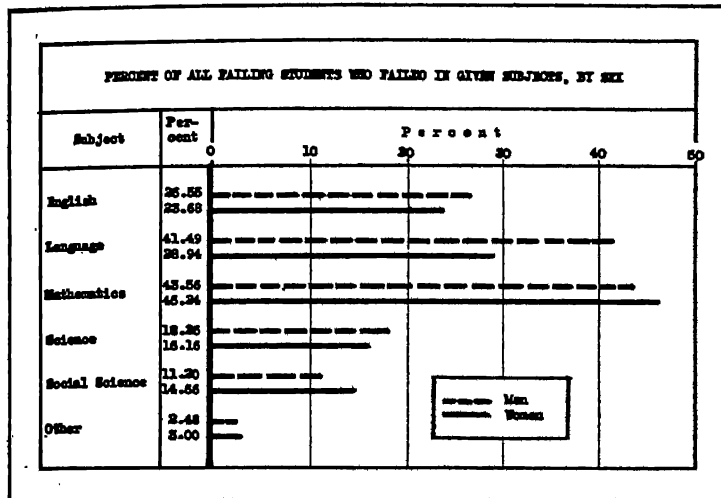 PERCENT OF ALL FAILING STUDENTS WHO FAILED IN GIVEN SUBJECTS, BY SEX
Subject
Per-
cent
Percent
0 10 20 30 40 50
English
26.55
23.68
Language
41.49
28.94
Mathematics
43.56
46.24
Science
18.26
16.16
Social Science
11.20
14.56
Other
2.48
3.00
Men
Women